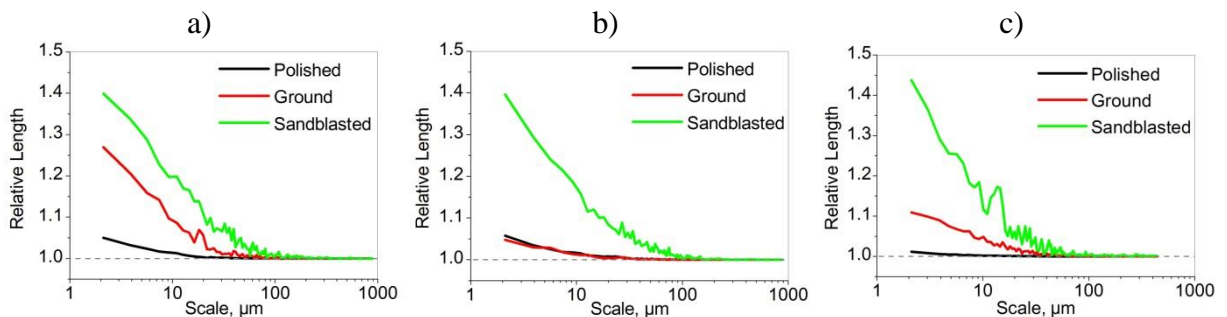 a)
1.5
1.4
1.3
1.2
1.1
1.0
Relative Length
Polished
Ground
Sandblasted
1 10 100 1000
Scale, µm
b)
1.5
1.4
1.3
1.2
1.1
1.0
Relative Length
Polished
Ground
Sandblasted
1 10 100 1000
Scale, µm
c)
1.5
1.4
1.3
1.2
1.1
1.0
Relative Length
Polished
Ground
Sandblasted
1 10 100 1000
Scale, µm